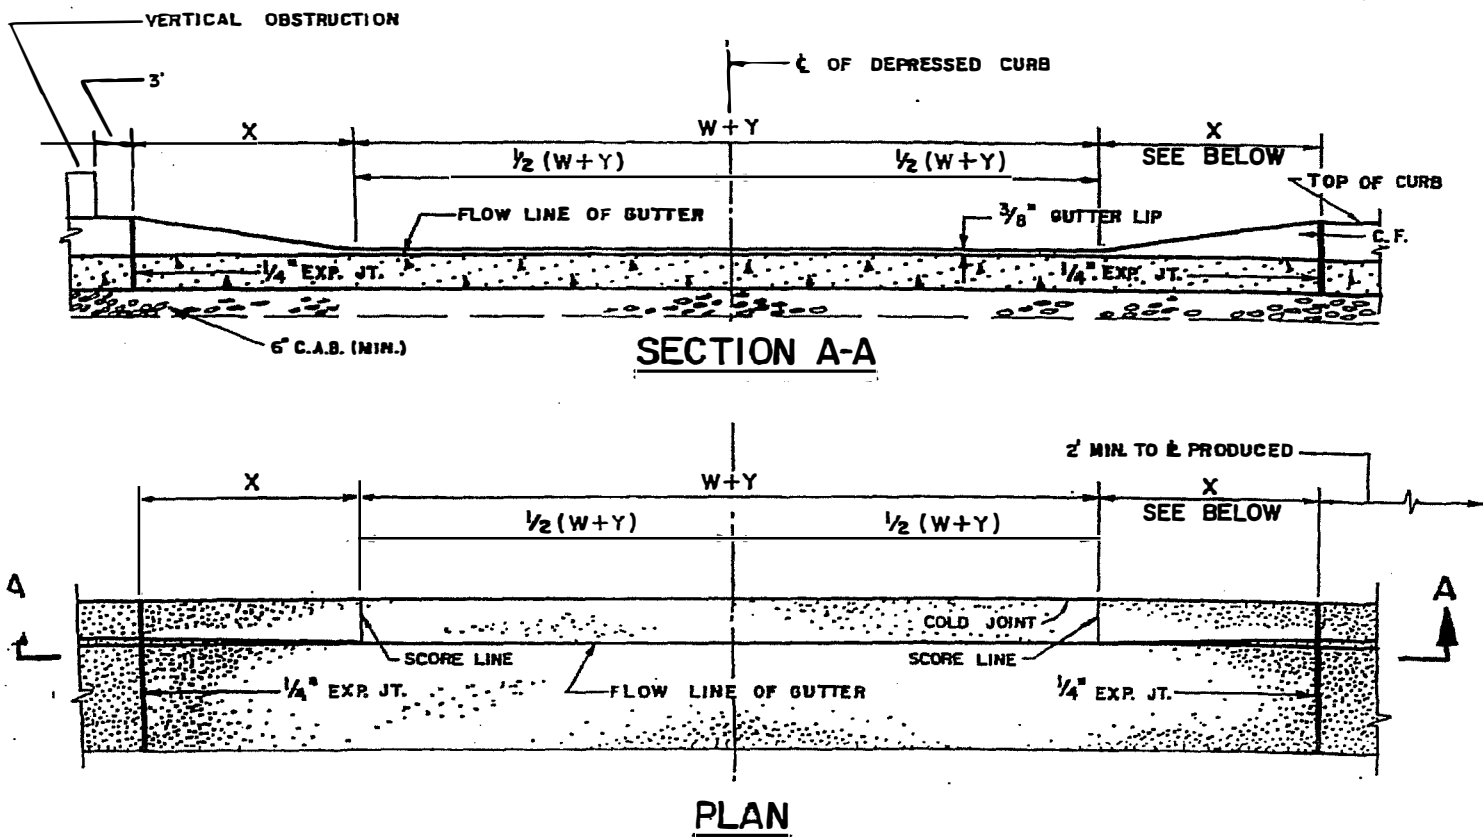 VERTICAL OBSTRUCTION
3'
℄ OF DEPRESSED CURB
X
W+Y
X
SEE BELOW
½ (W+Y)
½ (W+Y)
TOP OF CURB
FLOW LINE OF GUTTER
3/8" GUTTER LIP
C.F.
1/4" EXP. JT.
1/4" EXP. JT.
6" C.A.B. (MIN.)
SECTION A-A
2' MIN. TO ⅊ PRODUCED
X
W+Y
X
SEE BELOW
½ (W+Y)
½ (W+Y)
A
A
COLD JOINT
SCORE LINE
SCORE LINE
1/4" EXP. JT.
FLOW LINE OF GUTTER
1/4" EXP. JT.
PLAN